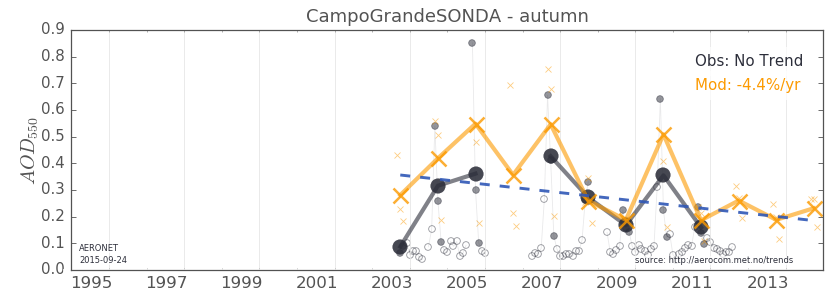 CampoGrandeSONDA - autumn
0.9
0.8
0.7
0.6
0.5
0.4
0.3
0.2
0.1
0.0
AOD550
Obs: No Trend
Mod: -4.4%/yr
AERONET
2015-09-24
source: http://aerocom.met.no/trends
1995 1997 1999 2001 2003 2005 2007 2009 2011 2013